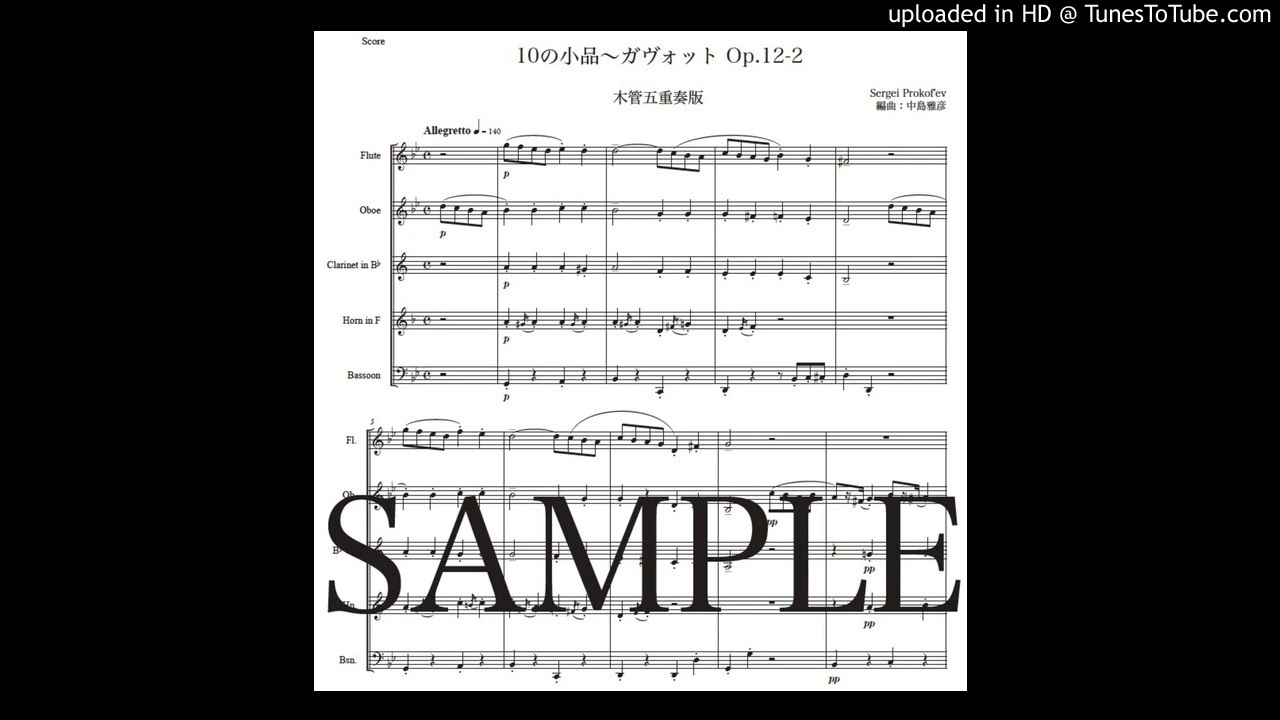 uploaded in HD @ TunesToTube.com
Score
10の小品～ガヴォット Op.12-2
木管五重奏版
Sergei Prokof'ev
編曲：中島雅彦
Allegretto ♩=140
Flute
p
Oboe
p
Clarinet in B♭
p
Horn in F
p
Bassoon
p
5
Fl.
Ob.
pp
pp
Hn.
pp
Bsn.
pp
SAMPLE